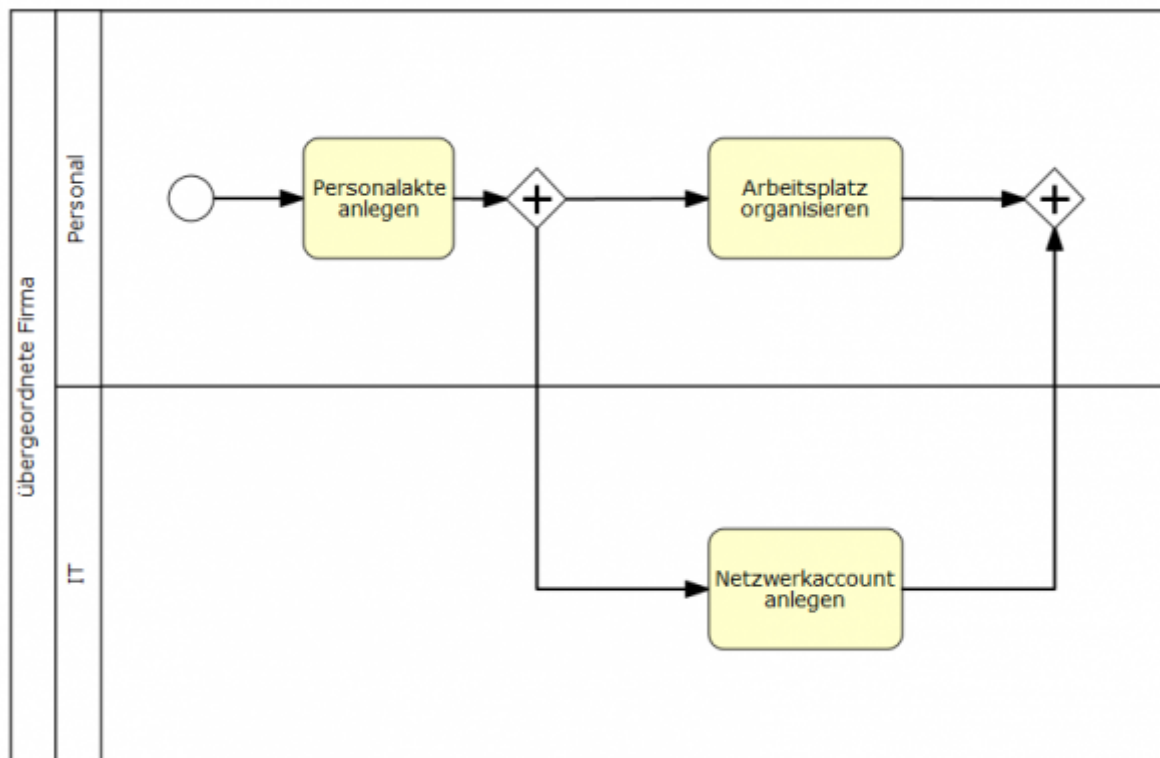 übergeordnete Firma
Personal
Personalakte
anlegen
Arbeitsplatz
organisieren
IT
Netzwerkaccount
anlegen